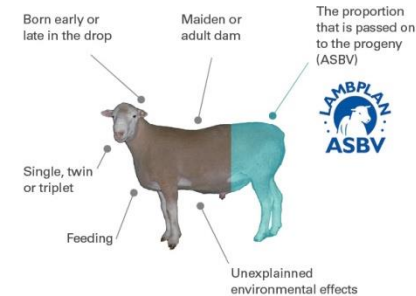 Born early or
late in the drop
Maiden or
adult dam
The proportion
that is passed on
to the progeny
(ASBV)
LAMBPLAN
ASBV
Single, twin
or triplet
Feeding
Unexplainned
environmental effects